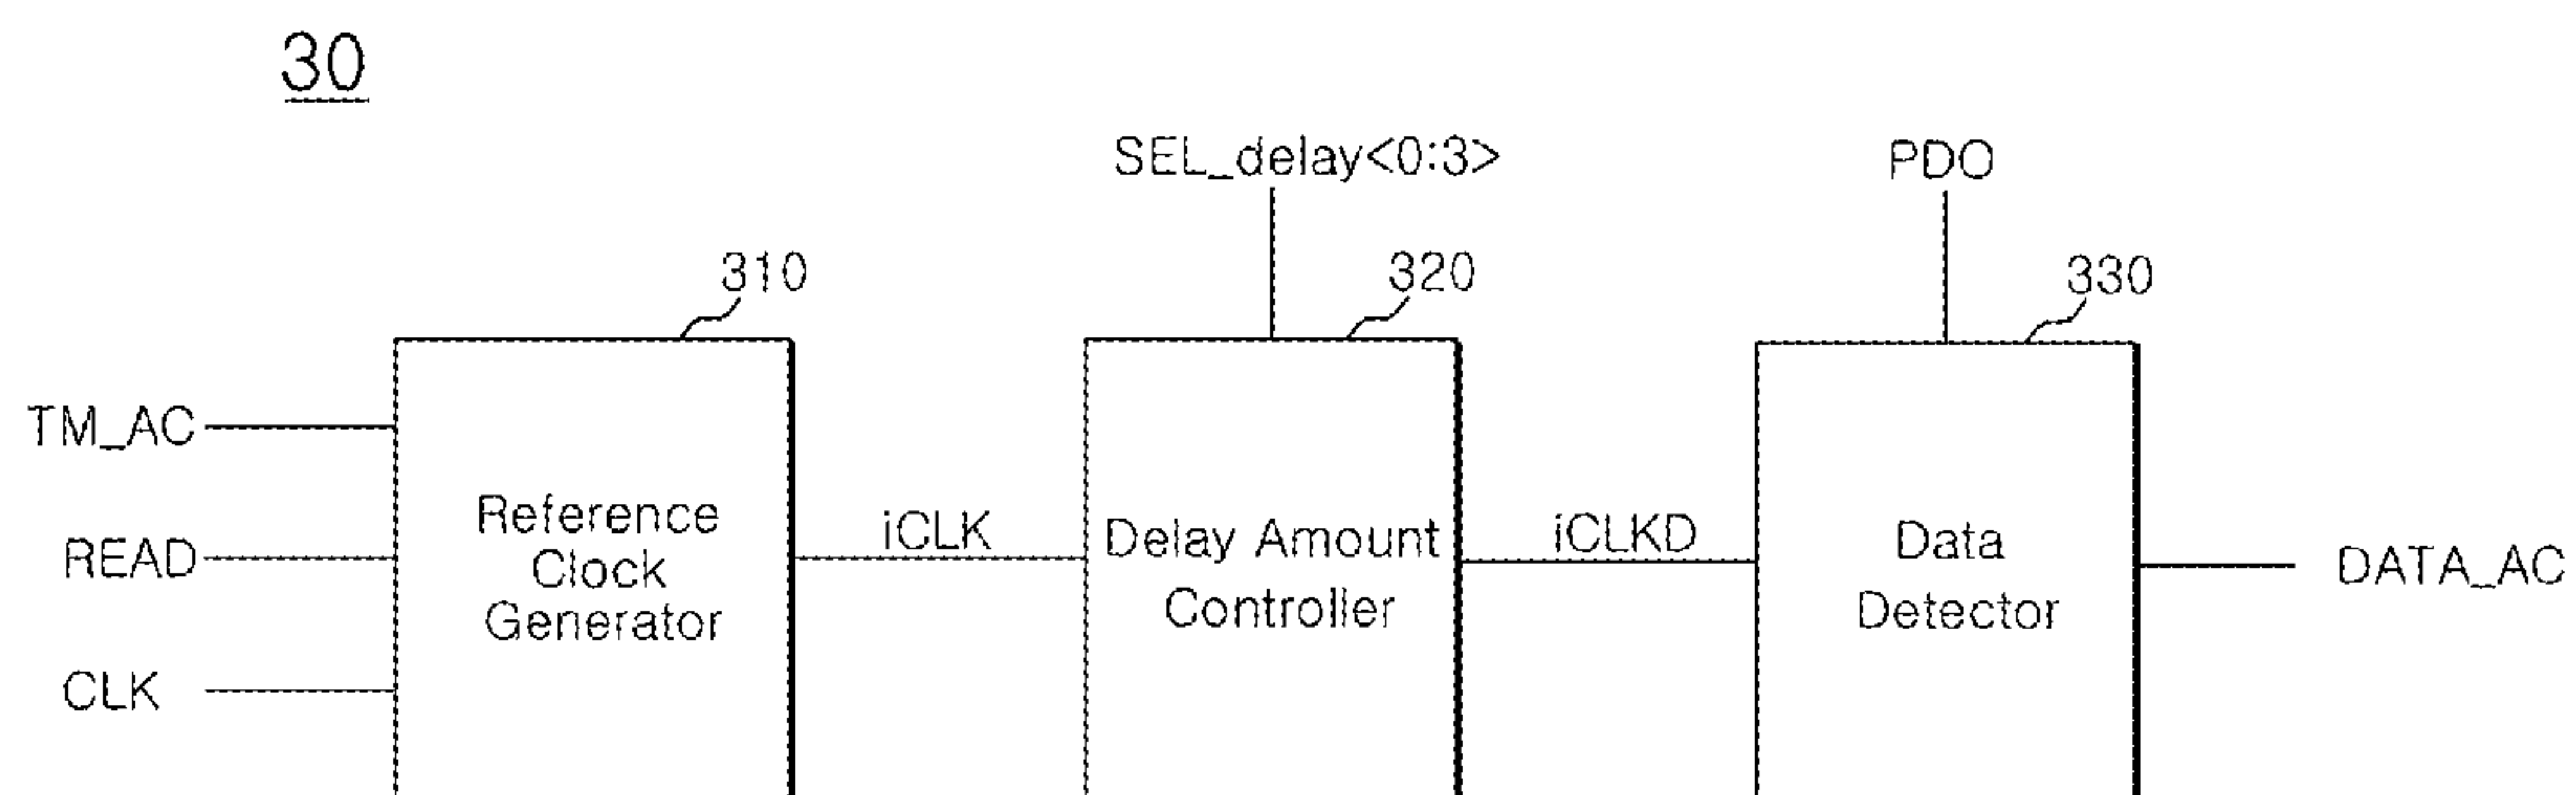 30
SEL_delay<0:3>
PDO
310
320
330
TM_AC
READ
CLK
Reference
Clock
Generator
iCLK
Delay Amount
Controller
iCLKD
Data
Detector
DATA_AC